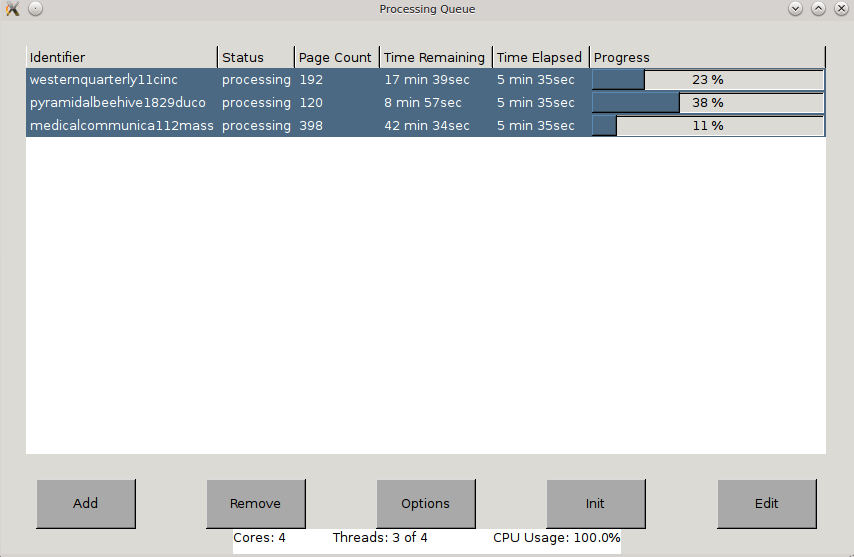 Processing Queue
Identifier Status Page Count Time Remaining Time Elapsed Progress
westernquarterly11cinc processing 192 17 min 39sec 5 min 35sec 23 %
pyramidalbeehive1829duco processing 120 8 min 57sec 5 min 35sec 38 %
medicalcommunica112mass processing 398 42 min 34sec 5 min 35sec 11 %
Add Remove Options Init Edit
Cores: 4 Threads: 3 of 4 CPU Usage: 100.0%